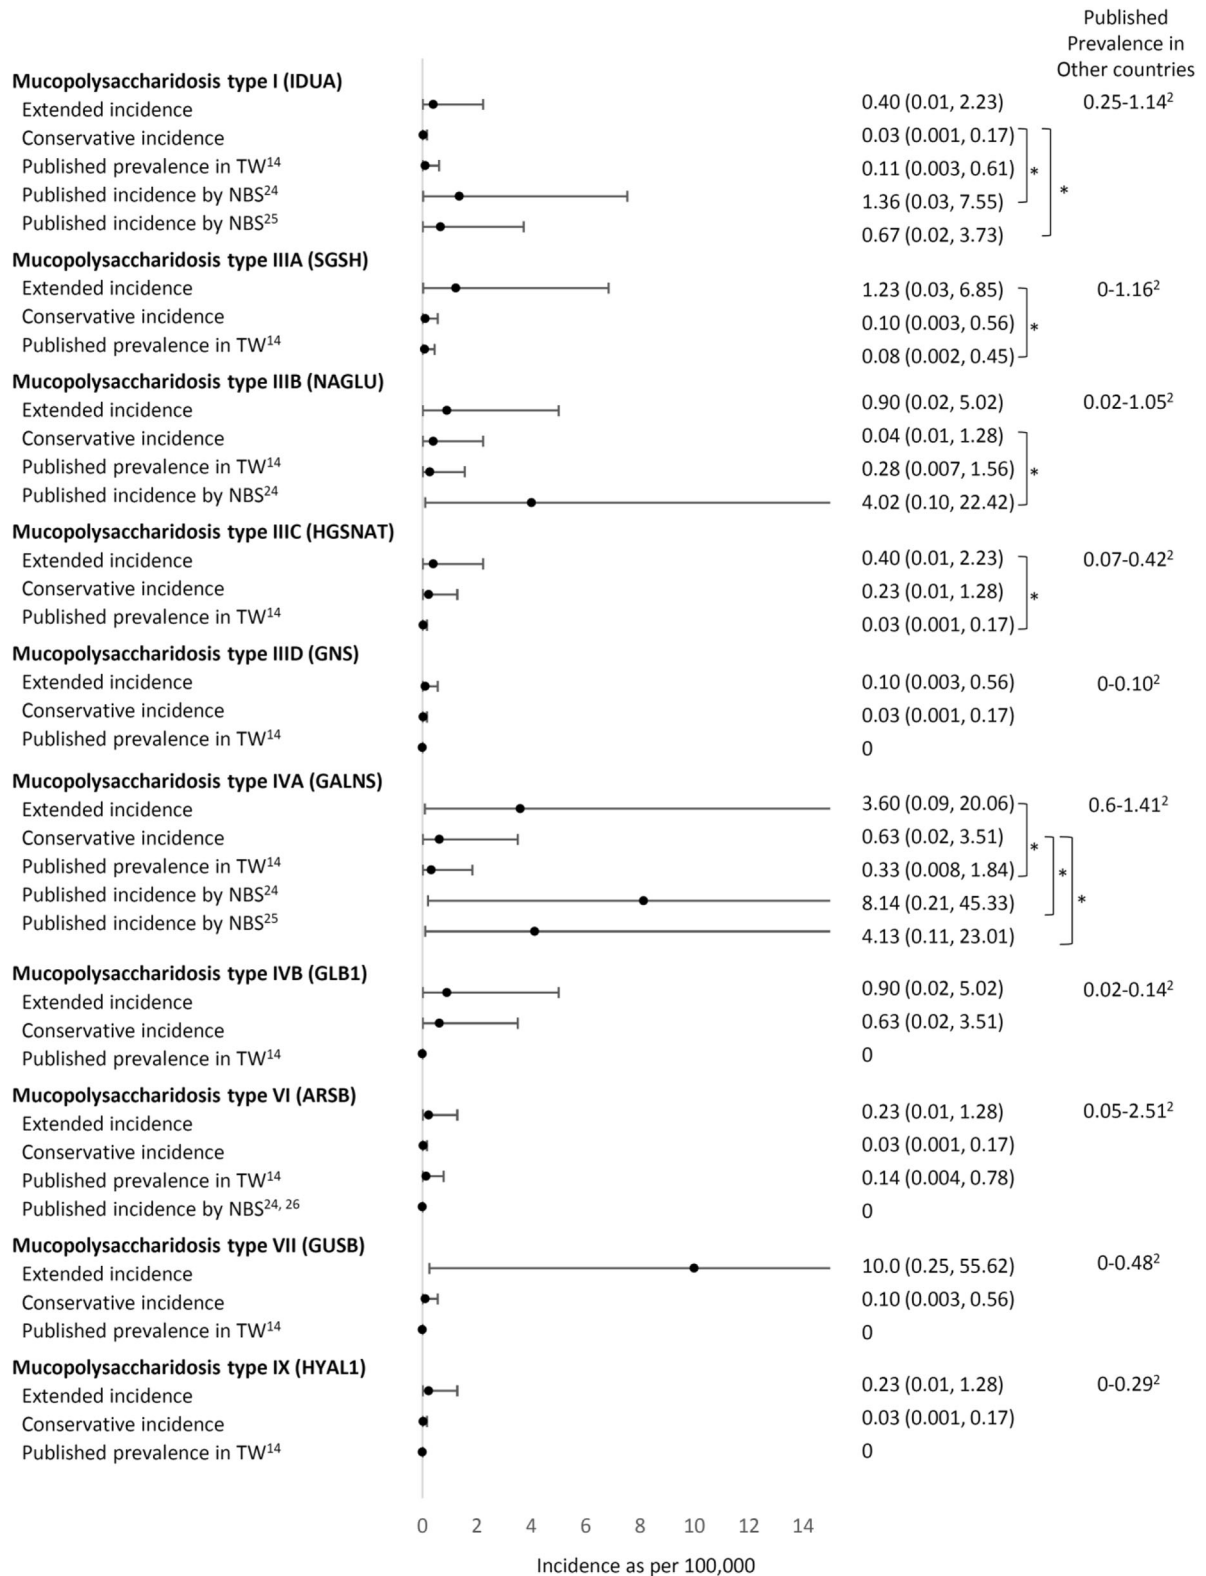 Published
Prevalence in
Other countries
Mucopolysaccharidosis type I (IDUA)
Extended incidence 0.40 (0.01, 2.23) 0.25-1.14²
Conservative incidence 0.03 (0.001, 0.17)
Published prevalence in TW¹⁴ 0.11 (0.003, 0.61) *
Published incidence by NBS²⁴ 1.36 (0.03, 7.55) *
Published incidence by NBS²⁵ 0.67 (0.02, 3.73)
Mucopolysaccharidosis type IIIA (SGSH)
Extended incidence 1.23 (0.03, 6.85) 0-1.16²
Conservative incidence 0.10 (0.003, 0.56) *
Published prevalence in TW¹⁴ 0.08 (0.002, 0.45)
Mucopolysaccharidosis type IIIB (NAGLU)
Extended incidence 0.90 (0.02, 5.02) 0.02-1.05²
Conservative incidence 0.04 (0.01, 1.28)
Published prevalence in TW¹⁴ 0.28 (0.007, 1.56) *
Published incidence by NBS²⁴ 4.02 (0.10, 22.42)
Mucopolysaccharidosis type IIIC (HGSNAT)
Extended incidence 0.40 (0.01, 2.23) 0.07-0.42²
Conservative incidence 0.23 (0.01, 1.28) *
Published prevalence in TW¹⁴ 0.03 (0.001, 0.17)
Mucopolysaccharidosis type IIID (GNS)
Extended incidence 0.10 (0.003, 0.56) 0-0.10²
Conservative incidence 0.03 (0.001, 0.17)
Published prevalence in TW¹⁴ 0
Mucopolysaccharidosis type IVA (GALNS)
Extended incidence 3.60 (0.09, 20.06) 0.6-1.41²
Conservative incidence 0.63 (0.02, 3.51) *
Published prevalence in TW¹⁴ 0.33 (0.008, 1.84) *
Published incidence by NBS²⁴ 8.14 (0.21, 45.33) *
Published incidence by NBS²⁵ 4.13 (0.11, 23.01)
Mucopolysaccharidosis type IVB (GLB1)
Extended incidence 0.90 (0.02, 5.02) 0.02-0.14²
Conservative incidence 0.63 (0.02, 3.51)
Published prevalence in TW¹⁴ 0
Mucopolysaccharidosis type VI (ARSB)
Extended incidence 0.23 (0.01, 1.28) 0.05-2.51²
Conservative incidence 0.03 (0.001, 0.17)
Published prevalence in TW¹⁴ 0.14 (0.004, 0.78)
Published incidence by NBS²⁴, ²⁶ 0
Mucopolysaccharidosis type VII (GUSB)
Extended incidence 10.0 (0.25, 55.62) 0-0.48²
Conservative incidence 0.10 (0.003, 0.56)
Published prevalence in TW¹⁴ 0
Mucopolysaccharidosis type IX (HYAL1)
Extended incidence 0.23 (0.01, 1.28) 0-0.29²
Conservative incidence 0.03 (0.001, 0.17)
Published prevalence in TW¹⁴ 0
0 2 4 6 8 10 12 14
Incidence as per 100,000